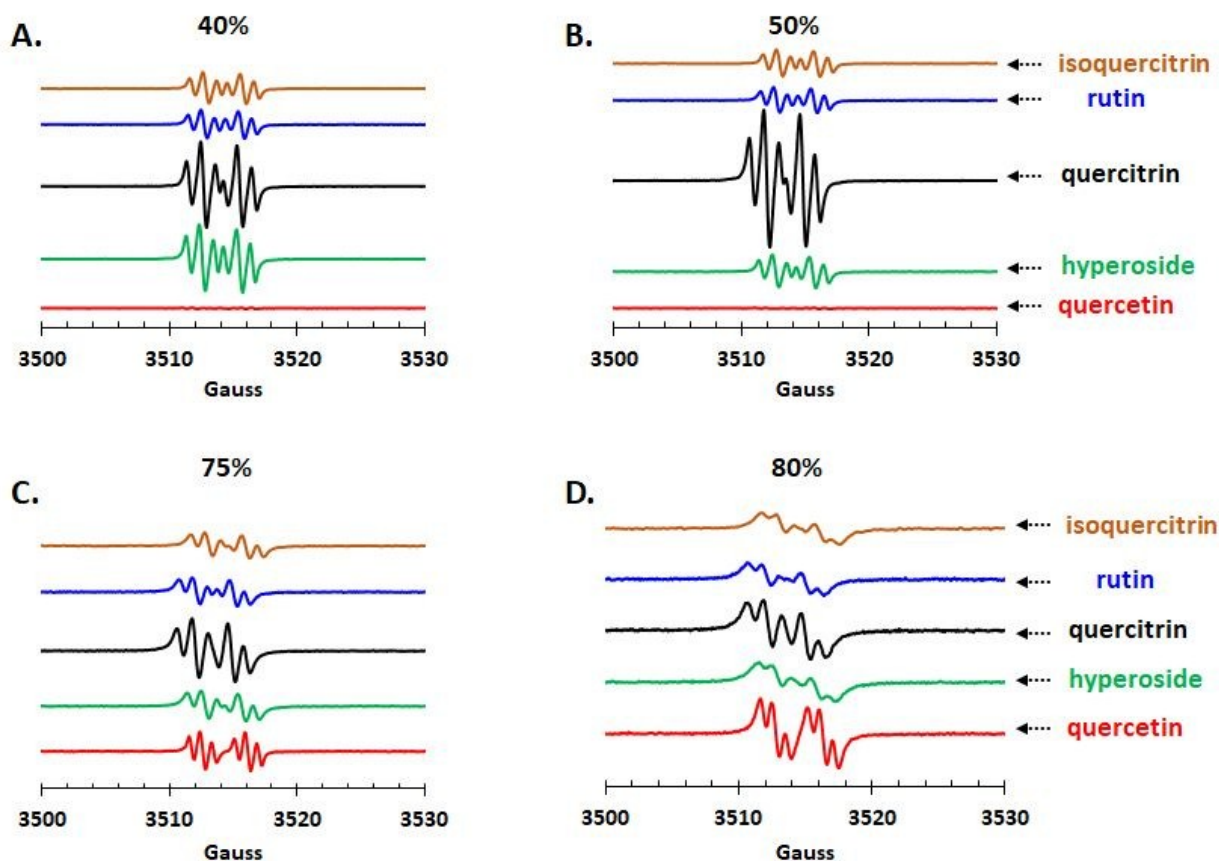 A.
40%
3500 3510 3520 3530
Gauss
B.
50%
isoquercitrin
rutin
quercitrin
hyperoside
quercetin
3500 3510 3520 3530
Gauss
C.
75%
3500 3510 3520 3530
Gauss
D.
80%
isoquercitrin
rutin
quercitrin
hyperoside
quercetin
3500 3510 3520 3530
Gauss